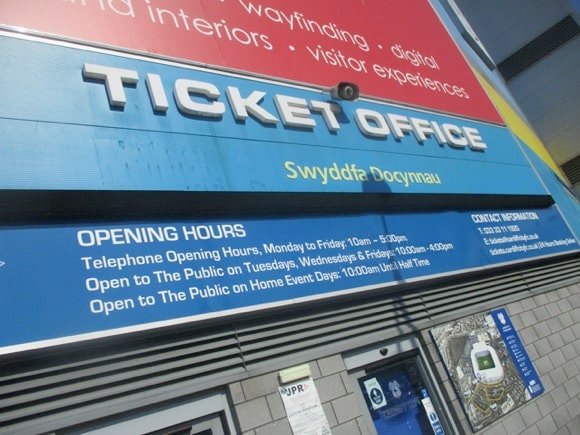 wayfinding • digital
and interiors • visitor experiences
TICKET OFFICE
Swyddfa Docynnau
OPENING HOURS
Telephone Opening Hours, Monday to Friday: 10am – 5:00pm
Open to The Public on Tuesdays, Wednesdays & Fridays: 10:00am - 4:00pm
Open to The Public on Home Event Days: 10:00am Until Half Time
CONTACT INFORMATION
JPR